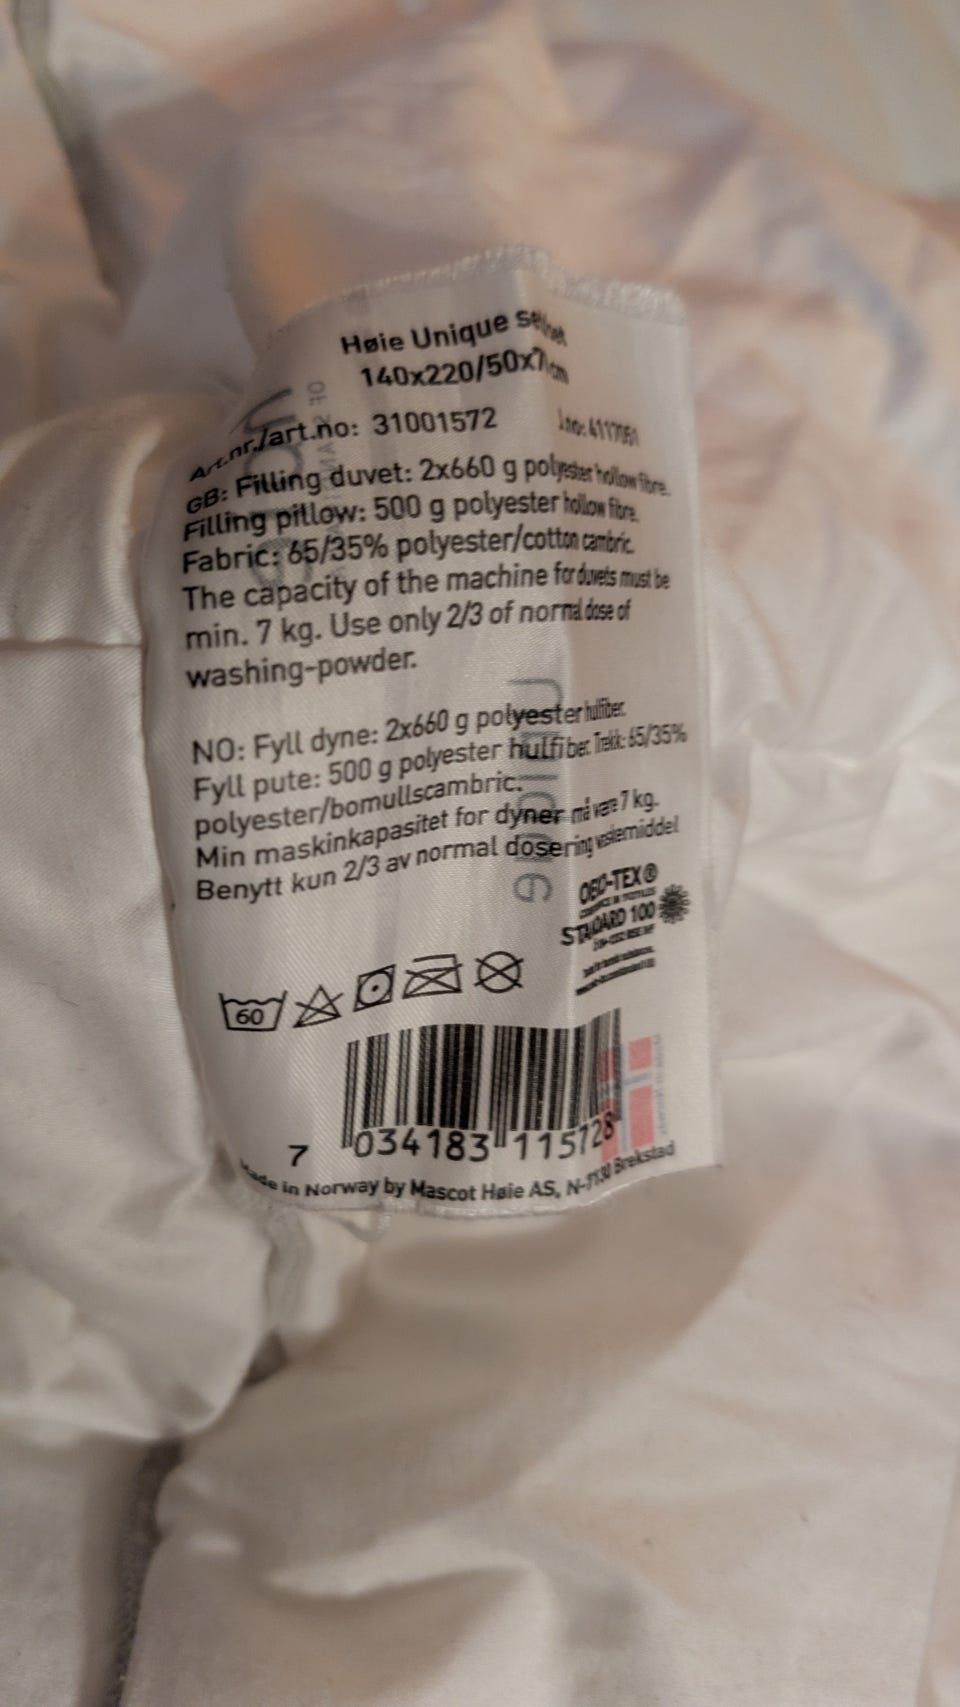 Høie Unique sengesett
140x220/50x70cm
Art.nr./art.no: 31001572
GB: Filling duvet: 2x660 g polyester hollow fibre.
Filling pillow: 500 g polyester hollow fibre.
Fabric: 65/35% polyester/cotton cambric.
The capacity of the machine for duvets must be
min. 7 kg. Use only 2/3 of normal dose of
washing-powder.
NO: Fyll dyne: 2x660 g polyester hulfiber.
Fyll pute: 500 g polyester hulfiber. Trekk: 65/35%
polyester/bomullscambric.
Min maskinkapasitet for dyner må være 7 kg.
Benytt kun 2/3 av normal dosering vaskemiddel
OEKO-TEX®
STANDARD 100
60
7 034183 115728
Made in Norway by Mascot Høie AS, N-7130 Brekstad